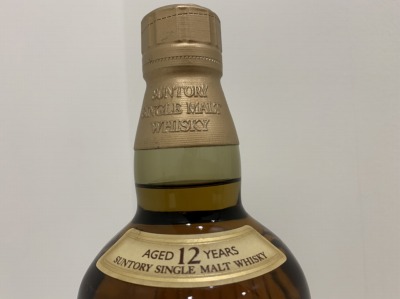 SUNTORY
SINGLE MALT
WHISKY
AGED 12 YEARS
SUNTORY SINGLE MALT WHISKY